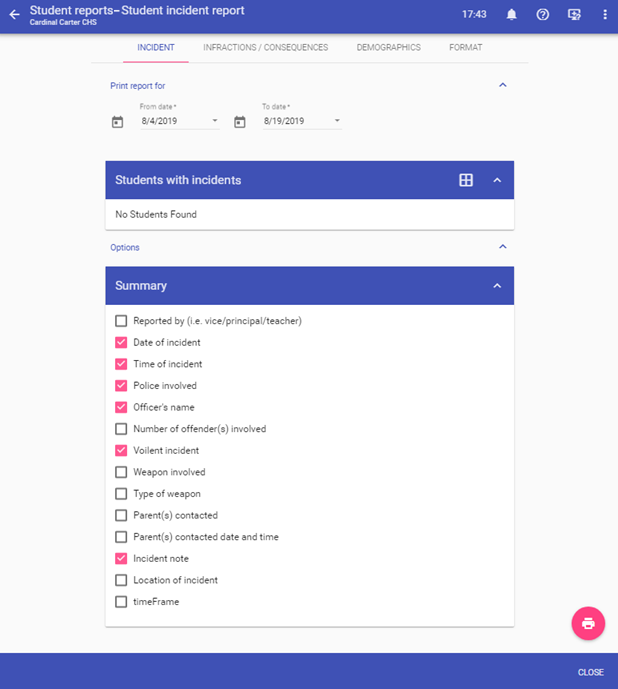 Student reports–Student incident report
17:43
Cardinal Carter CHS
INCIDENT INFRACTIONS / CONSEQUENCES DEMOGRAPHICS FORMAT
Print report for
From date* To date*
8/4/2019 8/19/2019
Students with incidents
No Students Found
Options
Summary
Reported by (i.e. vice/principal/teacher)
Date of incident
Time of incident
Police involved
Officer's name
Number of offender(s) involved
Voilent incident
Weapon involved
Type of weapon
Parent(s) contacted
Parent(s) contacted date and time
Incident note
Location of incident
timeFrame
CLOSE